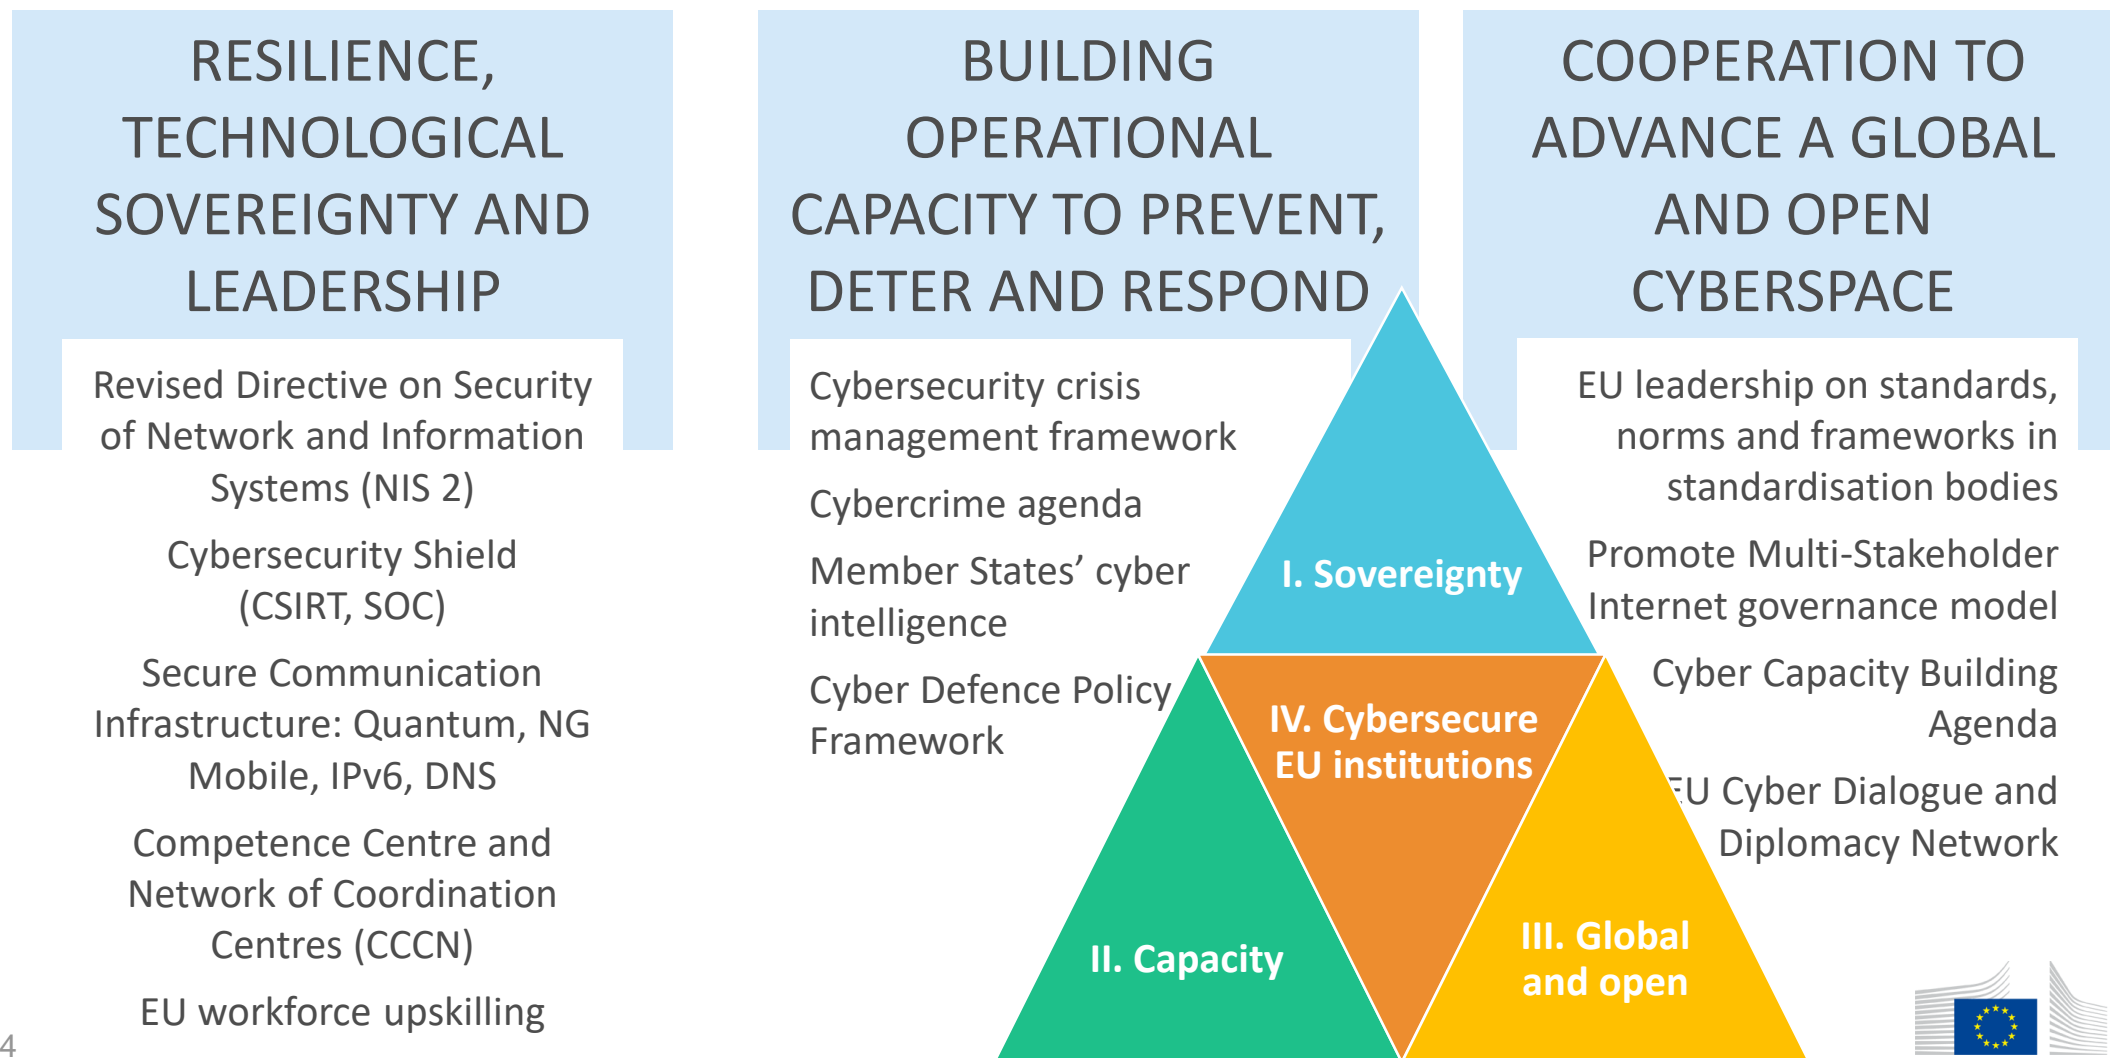 RESILIENCE,
TECHNOLOGICAL
SOVEREIGNTY AND
LEADERSHIP
Revised Directive on Security
of Network and Information
Systems (NIS 2)
Cybersecurity Shield
(CSIRT, SOC)
Secure Communication
Infrastructure: Quantum, NG
Mobile, IPv6, DNS
Competence Centre and
Network of Coordination
Centres (CCCN)
EU workforce upskilling
BUILDING
OPERATIONAL
CAPACITY TO PREVENT,
DETER AND RESPOND
Cybersecurity crisis
management framework
Cybercrime agenda
Member States’ cyber
intelligence
Cyber Defence Policy
Framework
COOPERATION TO
ADVANCE A GLOBAL
AND OPEN
CYBERSPACE
EU leadership on standards,
norms and frameworks in
standardisation bodies
Promote Multi-Stakeholder
Internet governance model
Cyber Capacity Building
Agenda
EU Cyber Dialogue and
Diplomacy Network
I. Sovereignty
IV. Cybersecure
EU institutions
II. Capacity
III. Global
and open
4